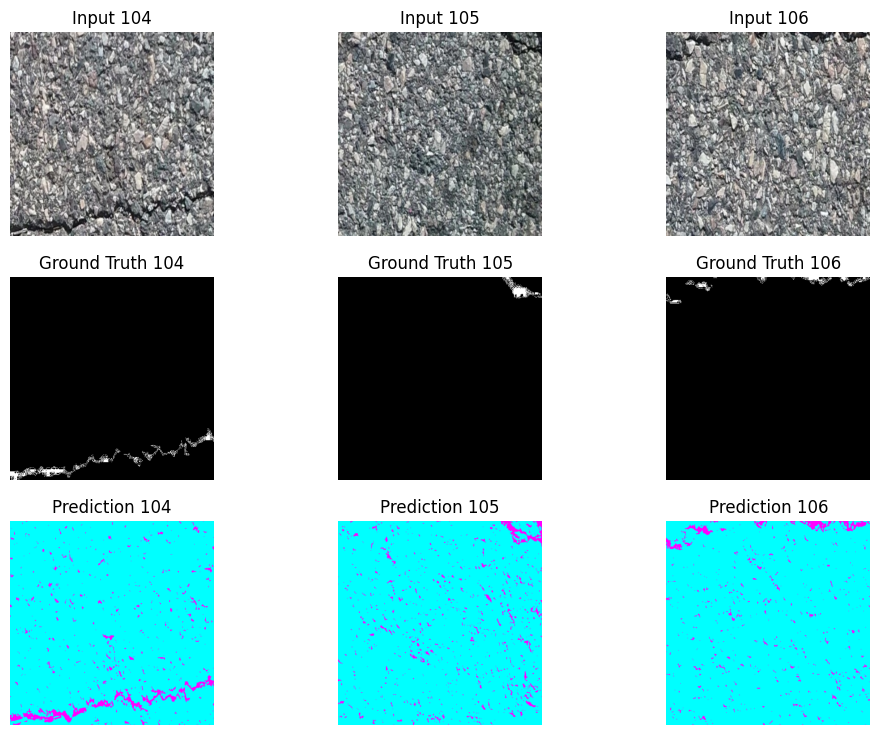 Input 104
Input 105
Input 106
Ground Truth 104
Ground Truth 105
Ground Truth 106
Prediction 104
Prediction 105
Prediction 106